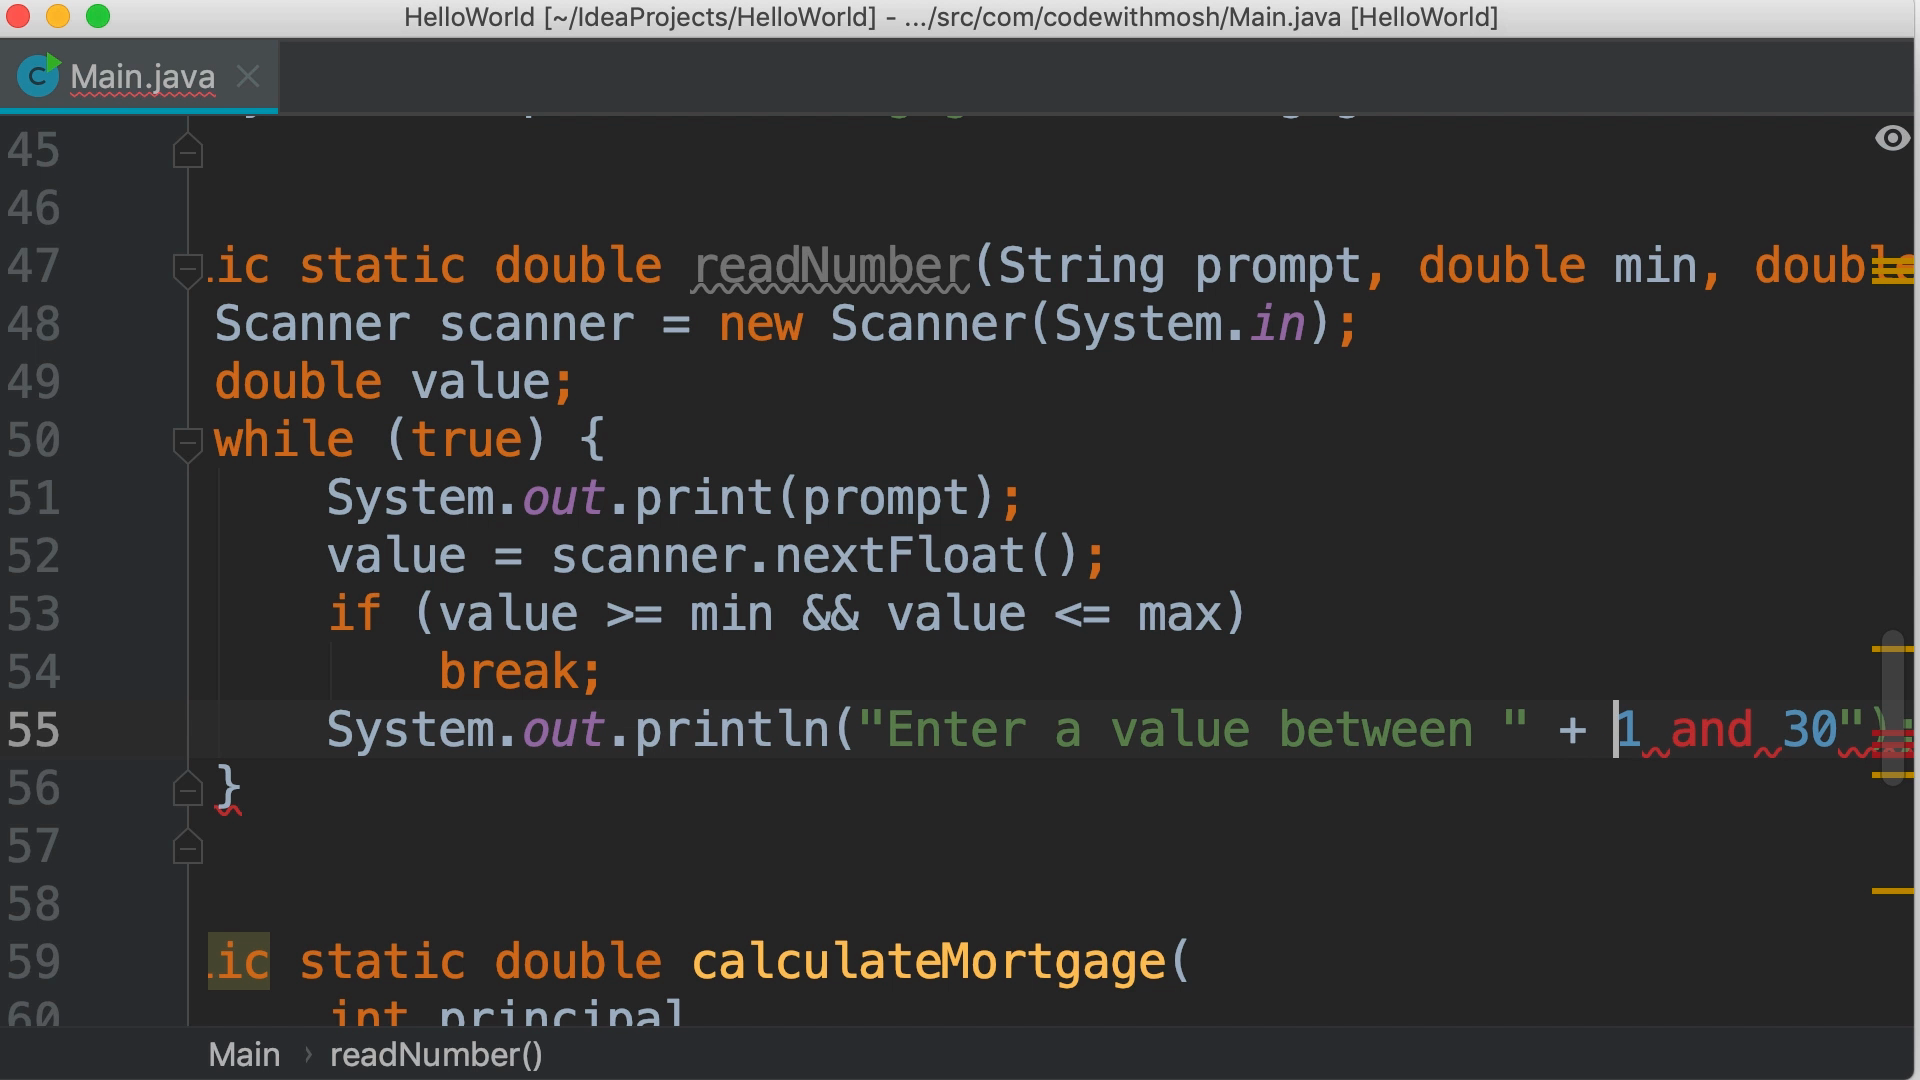 HelloWorld [~/IdeaProjects/HelloWorld] - .../src/com/codewithmosh/Main.java [HelloWorld]
Main.java
45
46
47 ic static double readNumber(String prompt, double min, double
48 Scanner scanner = new Scanner(System.in);
49 double value;
50 while (true) {
51 System.out.print(prompt);
52 value = scanner.nextFloat();
53 if (value >= min && value <= max)
54 break;
55 System.out.println("Enter a value between " + 1 and 30");
56 }
57
58
59 ic static double calculateMortgage(
60 int principal
Main › readNumber()